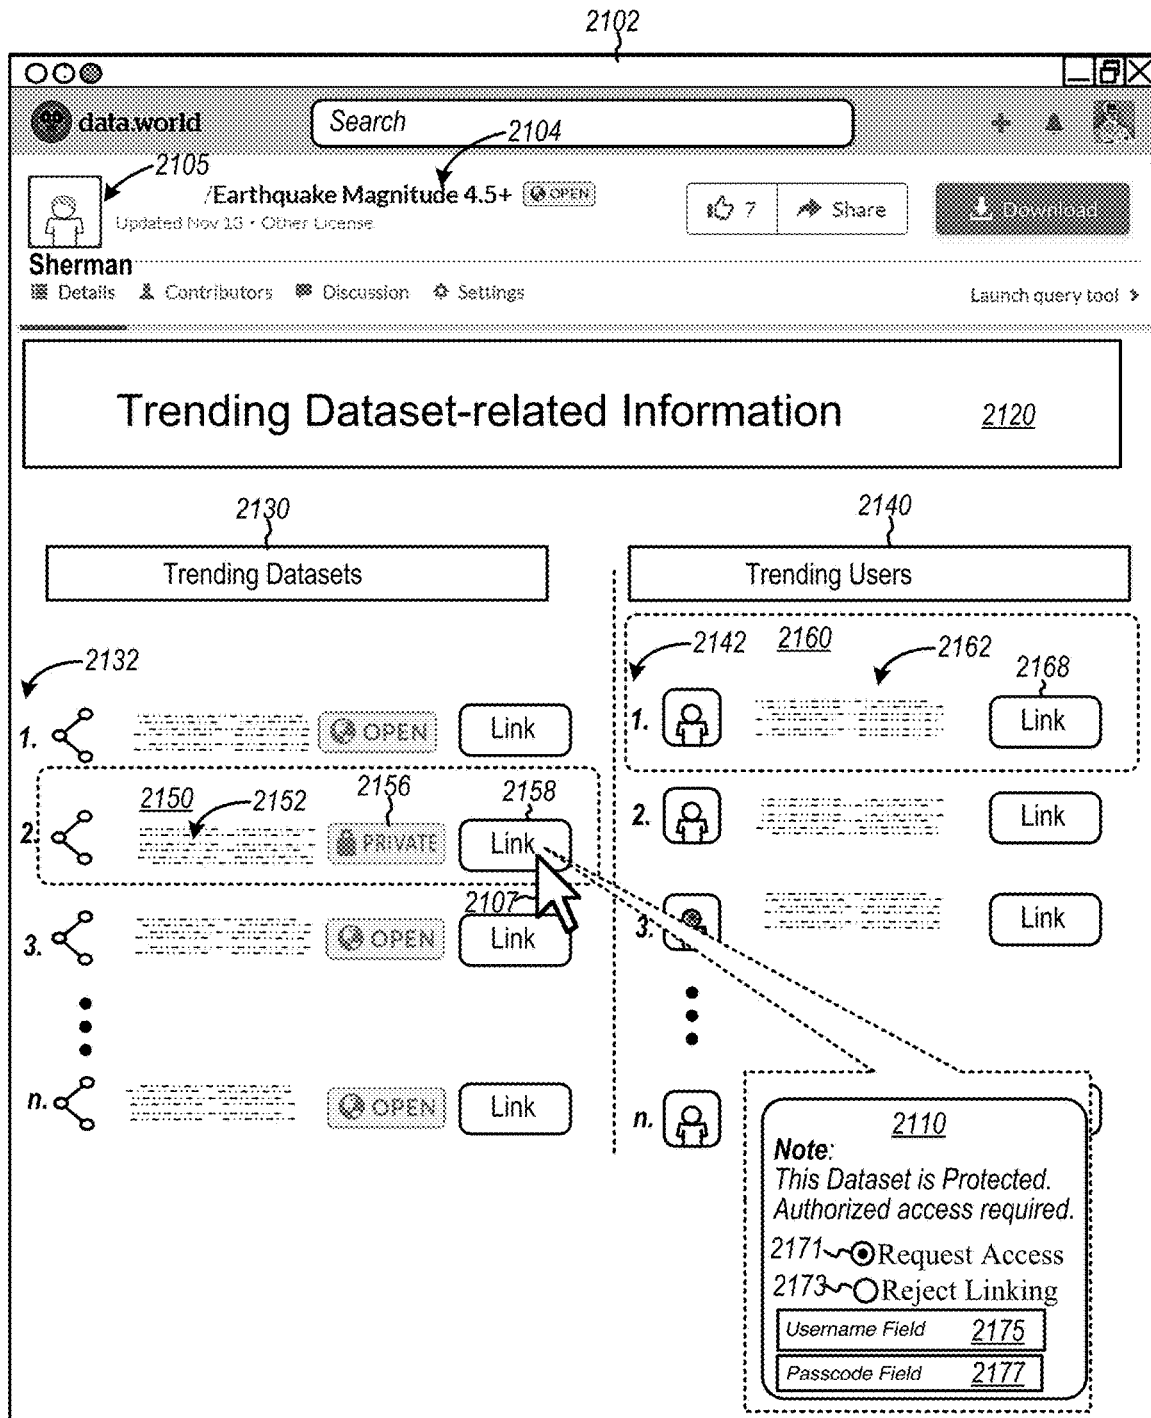 2102
data.world
Search
2104
2105
/Earthquake Magnitude 4.5+ OPEN
7 Share Download
Updated Nov 13 • Other License
Sherman
Details Contributors Discussion Settings
Launch query tool >
Trending Dataset-related Information 2120
2130
2140
Trending Datasets
Trending Users
2132
2142 2160 2162
2168
1. OPEN Link
1. Link
2150 2152 2156 2158
2. PRIVATE Link
2. Link
2107
3. OPEN Link
3. Link
n. OPEN Link
n.
2110
Note:
This Dataset is Protected.
Authorized access required.
2171 Request Access
2173 Reject Linking
Username Field 2175
Passcode Field 2177